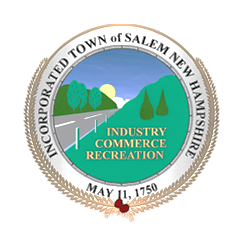 INCORPORATED TOWN of SALEM NEW HAMPSHIRE
INDUSTRY
COMMERCE
RECREATION
MAY 11, 1750